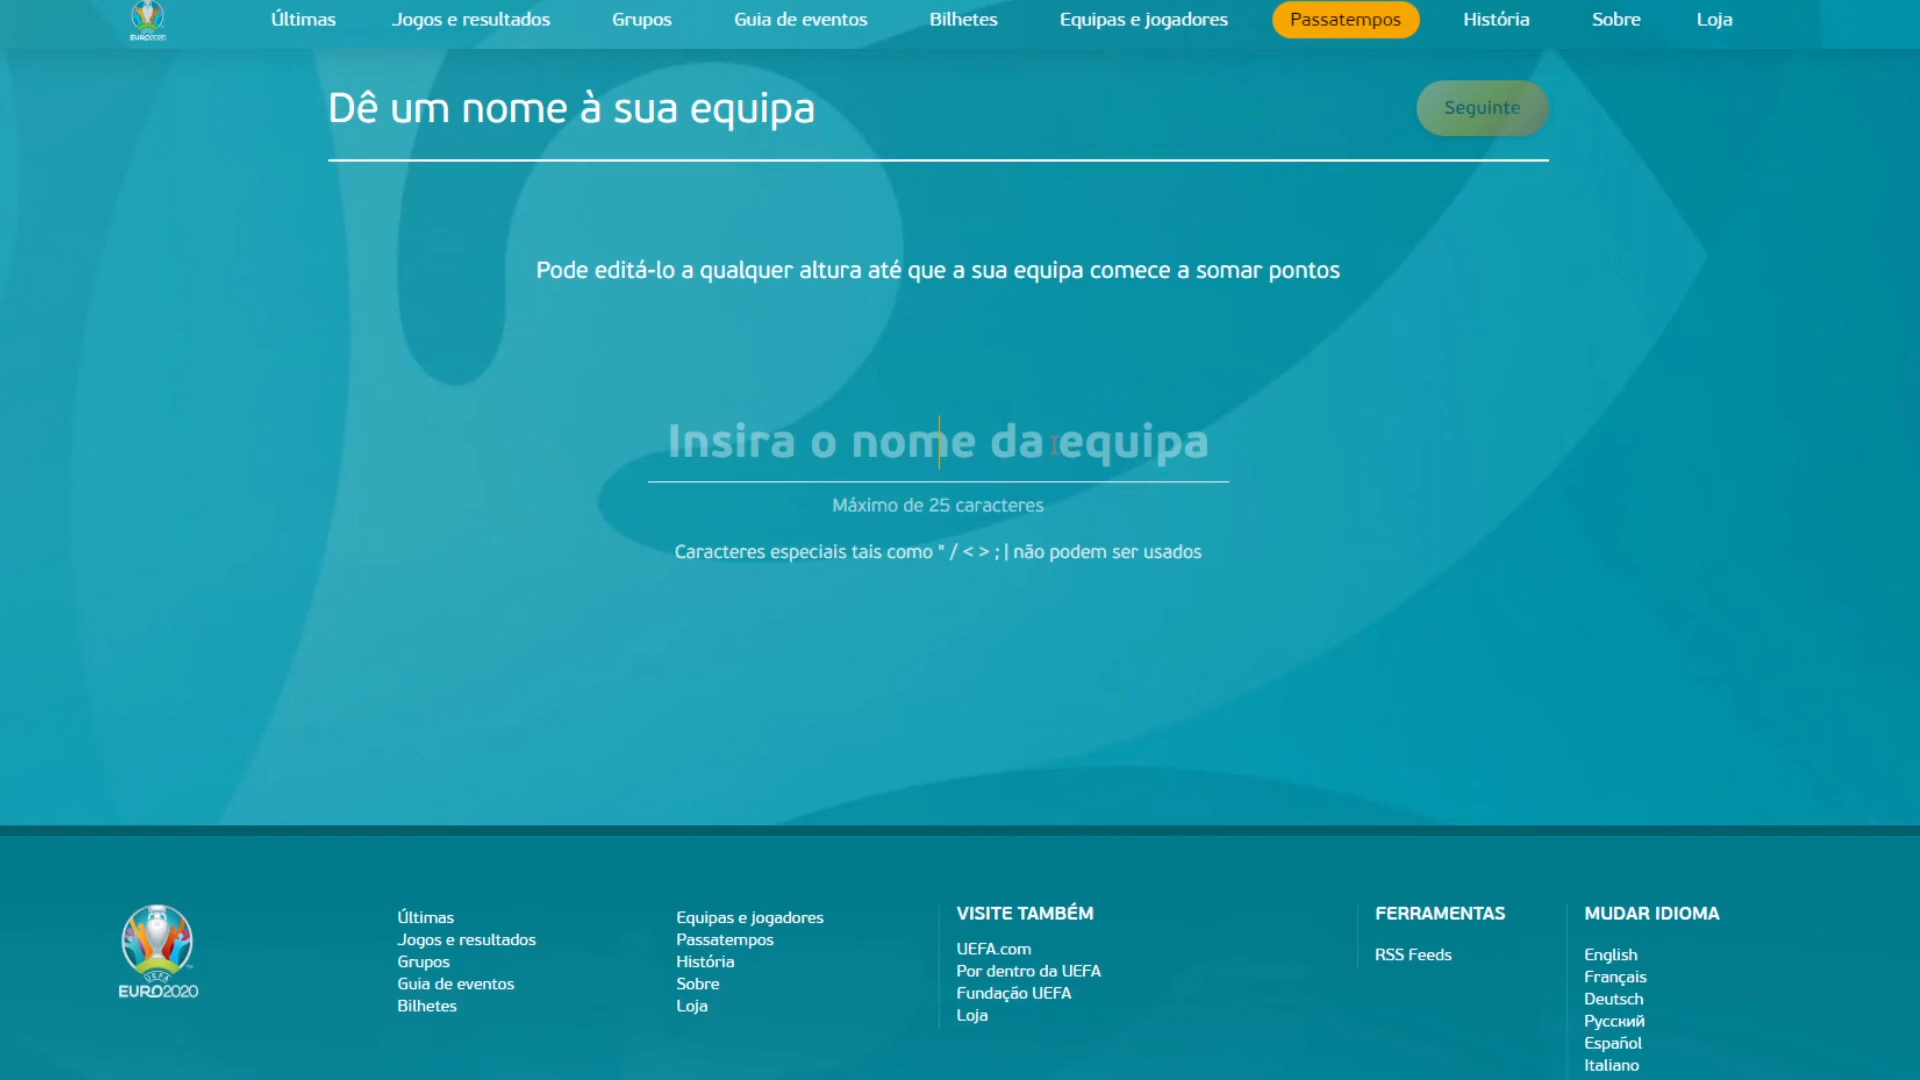 EURO2020
Últimas
Jogos e resultados
Grupos
Guia de eventos
Bilhetes
Equipas e jogadores
Passatempos
História
Sobre
Loja
Dê um nome à sua equipa
Seguinte
Pode editá-lo a qualquer altura até que a sua equipa comece a somar pontos
Insira o nome da equipa
Máximo de 25 caracteres
Caracteres especiais tais como " / < > ; | não podem ser usados
UEFA
EURO2020
Últimas
Jogos e resultados
Grupos
Guia de eventos
Bilhetes
Equipas e jogadores
Passatempos
História
Sobre
Loja
VISITE TAMBÉM
UEFA.com
Por dentro da UEFA
Fundação UEFA
Loja
FERRAMENTAS
RSS Feeds
MUDAR IDIOMA
English
Français
Deutsch
Русский
Español
Italiano